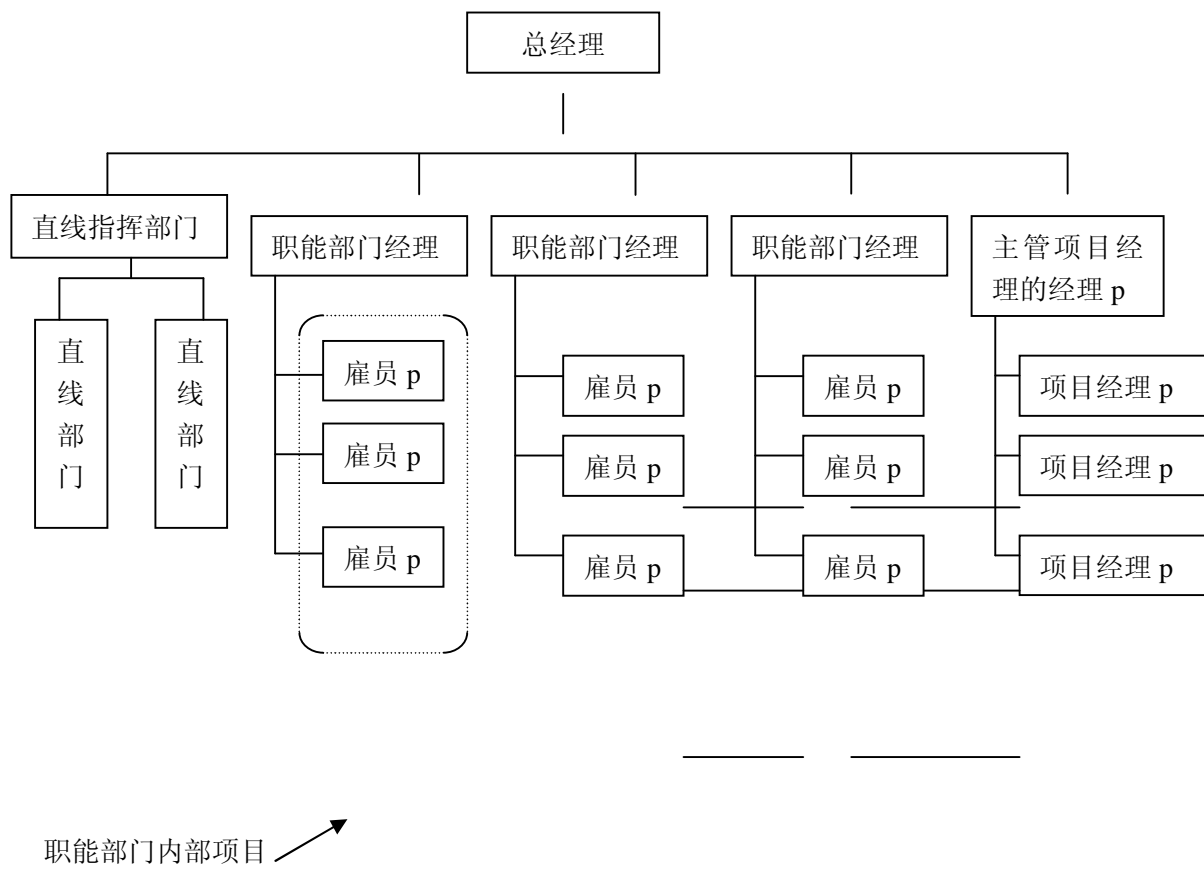 总经理
直线指挥部门
职能部门经理
职能部门经理
职能部门经理
主管项目经
理的经理 p
直线部门
直线部门
雇员 p
雇员 p
雇员 p
雇员 p
雇员 p
雇员 p
雇员 p
雇员 p
雇员 p
项目经理 p
项目经理 p
项目经理 p
职能部门内部项目